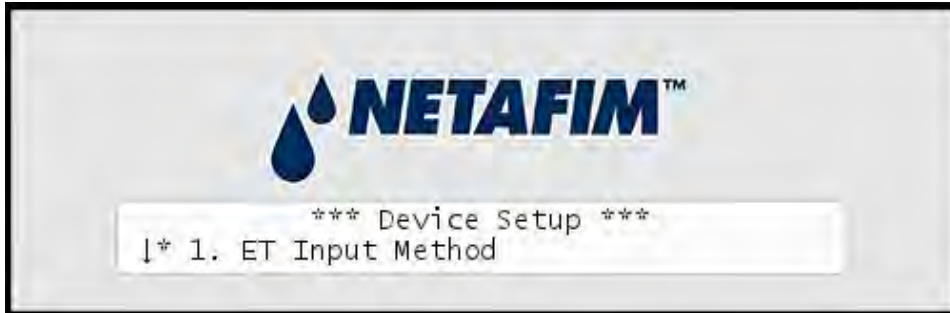 NETAFIM™
*** Device Setup ***
↓* 1. ET Input Method